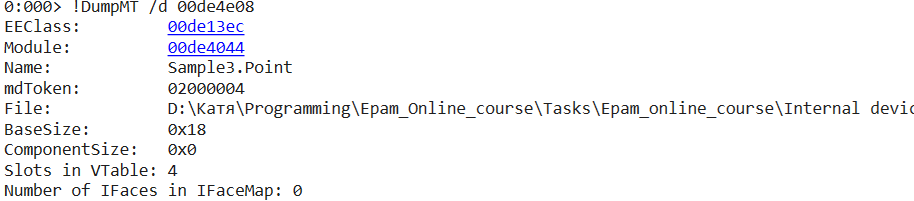 0:000> !DumpMT /d 00de4e08
EEClass: 00de13ec
Module: 00de4044
Name: Sample3.Point
mdToken: 02000004
File: D:\Катя\Programming\Epam_Online_course\Tasks\Epam_online_course\Internal devic
BaseSize: 0x18
ComponentSize: 0x0
Slots in VTable: 4
Number of IFaces in IFaceMap: 0